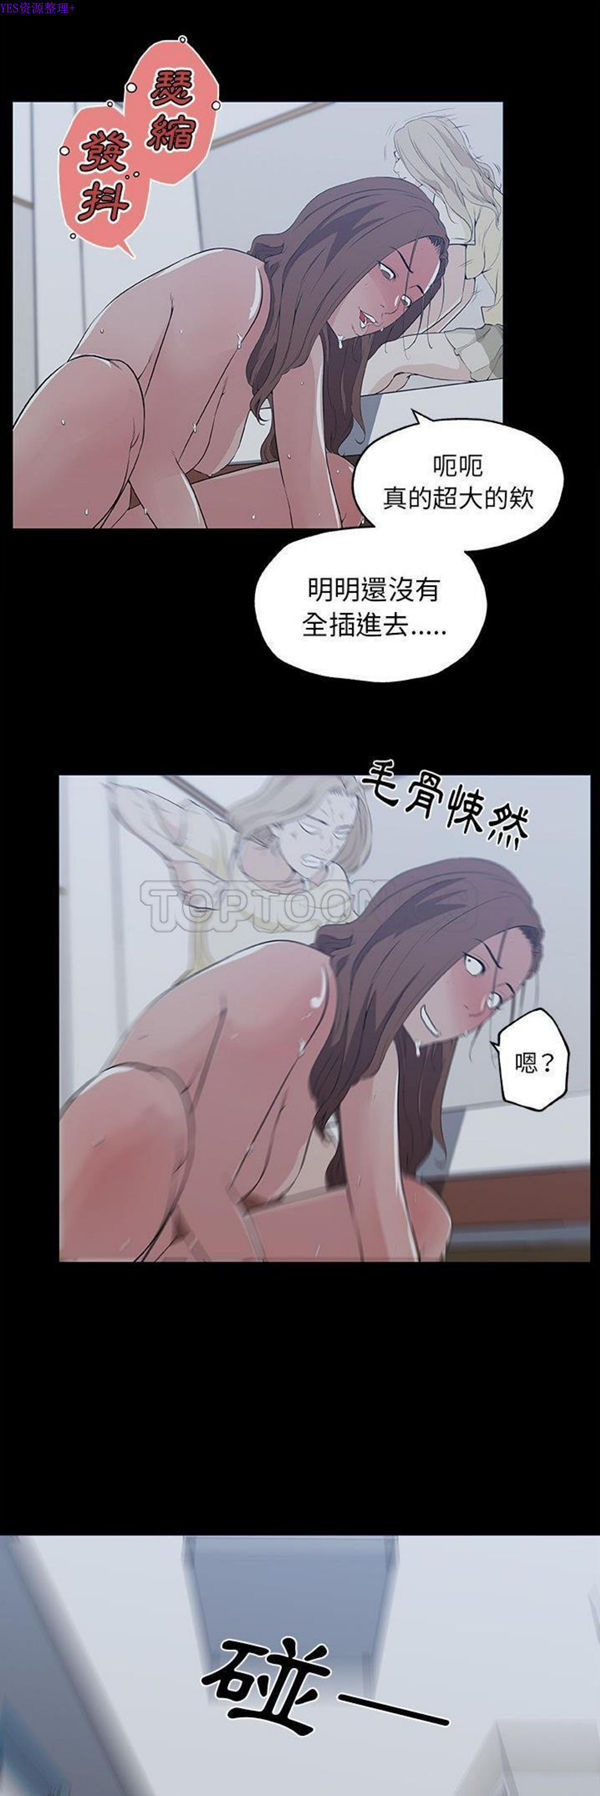 YES资源整理+
瑟縮
發抖
呃呃
真的超大的欸
明明還沒有
全插進去.....
毛骨悚然
TOPTOON
嗯？
碰—